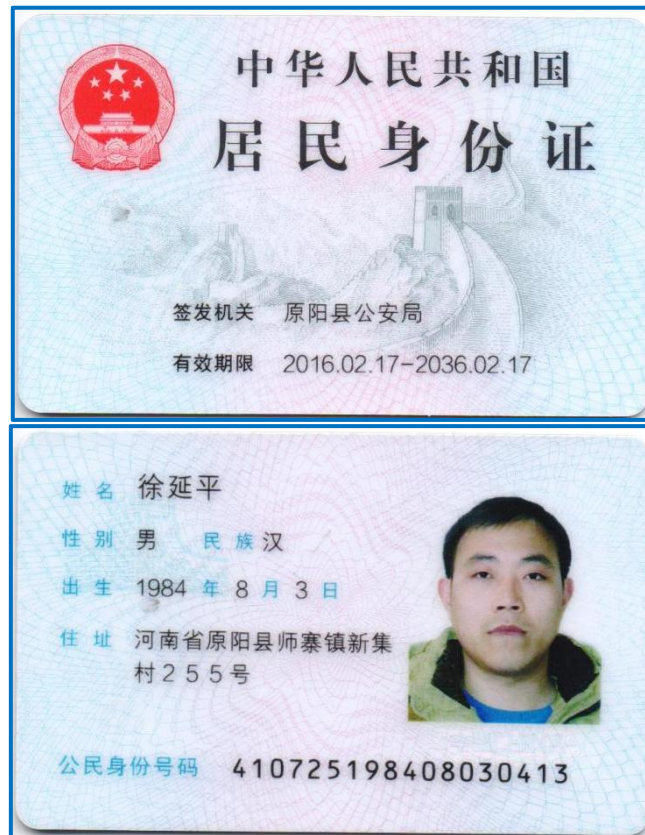 中华人民共和国
居民身份证
签发机关 原阳县公安局
有效期限 2016.02.17-2036.02.17
姓名 徐延平
性别 男 民族 汉
出生 1984 年 8 月 3 日
住址 河南省原阳县师寨镇新集
村255号
公民身份号码 410725198408030413